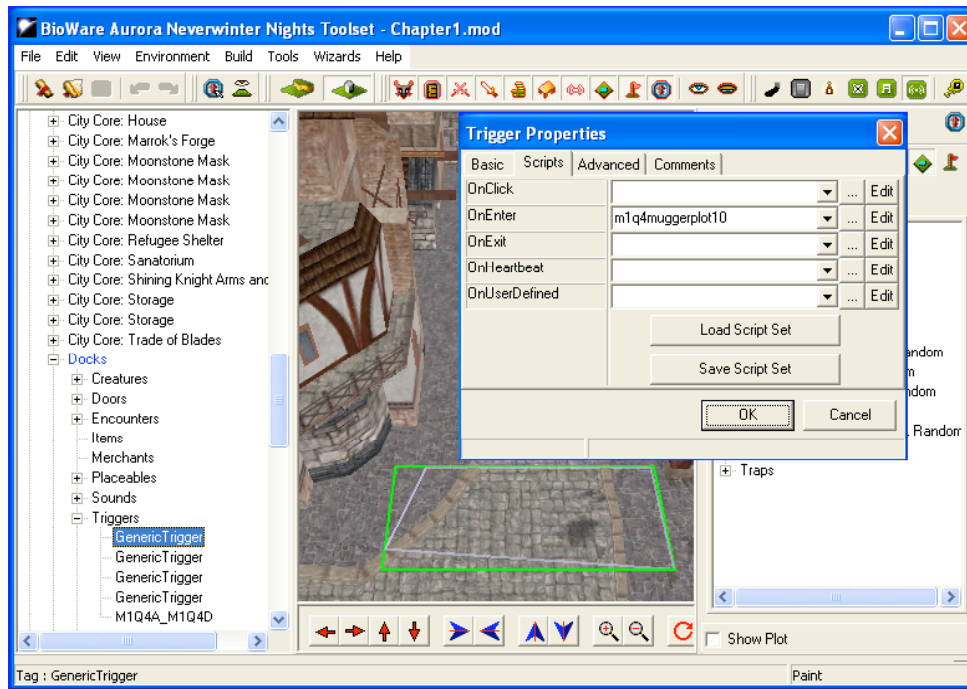 BioWare Aurora Neverwinter Nights Toolset - Chapter1.mod
File Edit View Environment Build Tools Wizards Help
City Core: House
City Core: Marrok's Forge
City Core: Moonstone Mask
City Core: Moonstone Mask
City Core: Moonstone Mask
City Core: Moonstone Mask
City Core: Refugee Shelter
City Core: Sanatorium
City Core: Shining Knight Arms and
City Core: Storage
City Core: Storage
City Core: Trade of Blades
Docks
Creatures
Doors
Encounters
Items
Merchants
Placeables
Sounds
Triggers
GenericTrigger
GenericTrigger
GenericTrigger
GenericTrigger
M1Q4A_M1Q4D
Trigger Properties
Basic Scripts Advanced Comments
OnClick ... Edit
OnEnter m1q4muggerplot10 ... Edit
OnExit ... Edit
OnHeartbeat ... Edit
OnUserDefined ... Edit
Load Script Set
Save Script Set
OK Cancel
andom
m
ndom
, Random
Traps
Show Plot
Tag : GenericTrigger
Paint